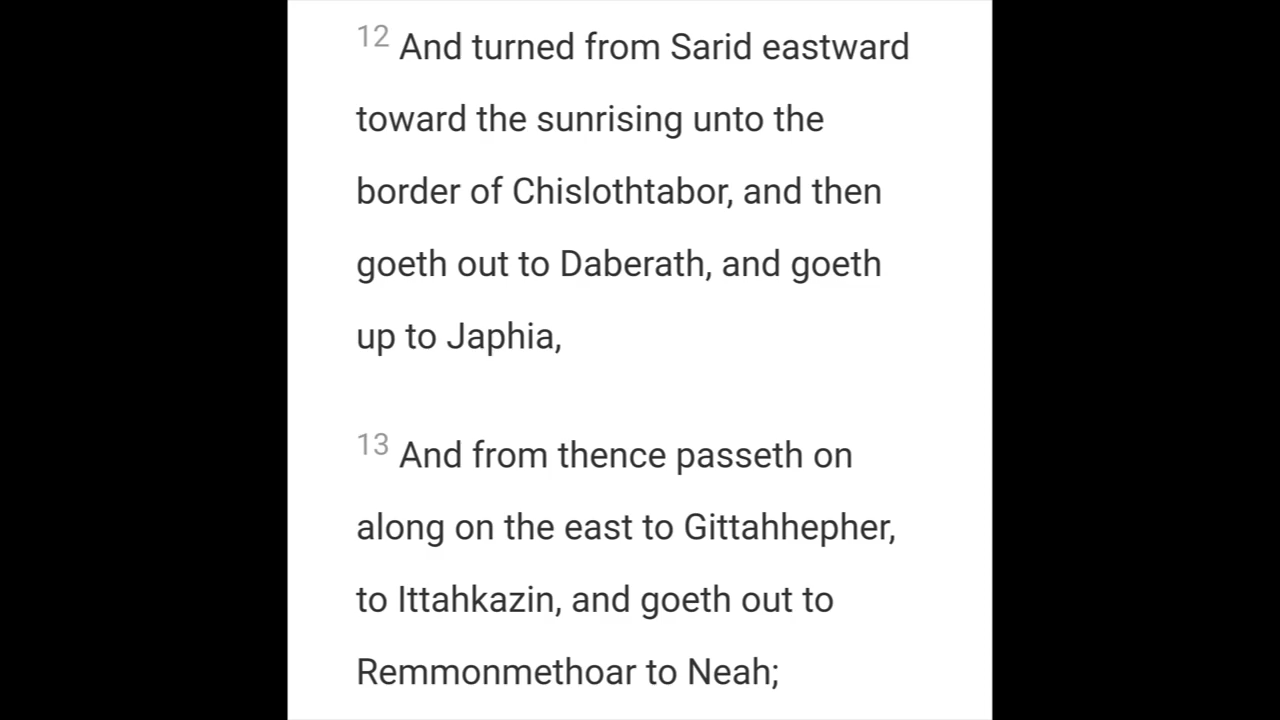 12 And turned from Sarid eastward
toward the sunrising unto the
border of Chislothtabor, and then
goeth out to Daberath, and goeth
up to Japhia,
13 And from thence passeth on
along on the east to Gittahhepher,
to Ittahkazin, and goeth out to
Remmonmethoar to Neah;